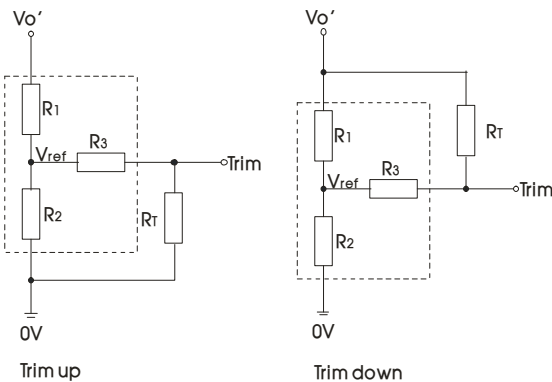 Vo'
R1
R3
Vref
Trim
R2
RT
0V
Trim up
Vo'
R1
RT
R3
Vref
Trim
R2
0V
Trim down